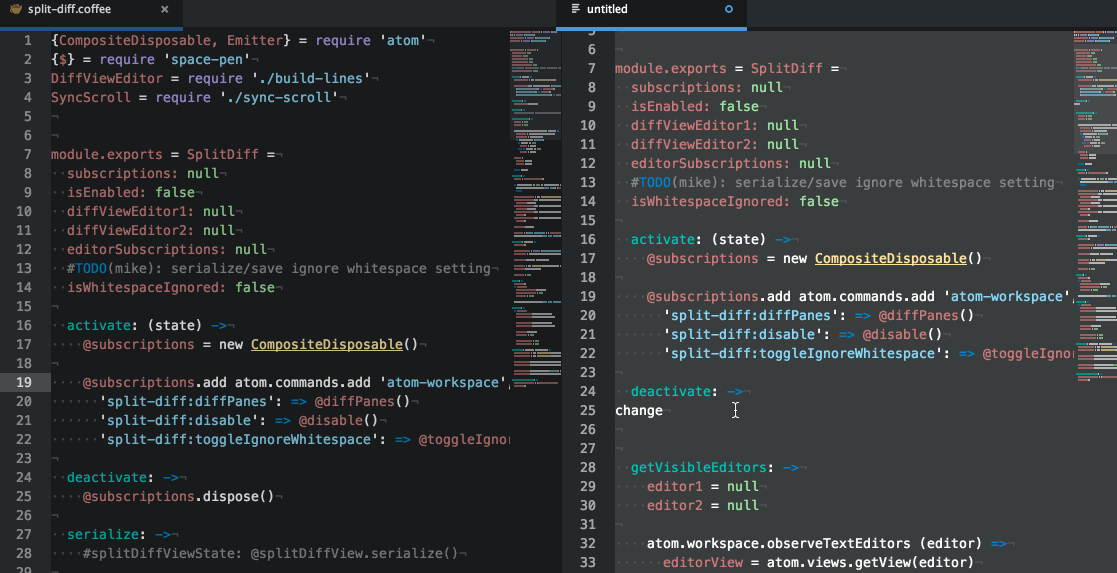 split-diff.coffee
1 {CompositeDisposable, Emitter} = require 'atom'
2 {$} = require 'space-pen'
3 DiffViewEditor = require './build-lines'
4 SyncScroll = require './sync-scroll'
5
6
7 module.exports = SplitDiff =
8 subscriptions: null
9 isEnabled: false
10 diffViewEditor1: null
11 diffViewEditor2: null
12 editorSubscriptions: null
13 #TODO(mike): serialize/save ignore whitespace setting
14 isWhitespaceIgnored: false
15
16 activate: (state) ->
17 @subscriptions = new CompositeDisposable()
18
19 @subscriptions.add atom.commands.add 'atom-workspace',
20 'split-diff:diffPanes': => @diffPanes()
21 'split-diff:disable': => @disable()
22 'split-diff:toggleIgnoreWhitespace': => @toggleIgnor
23
24 deactivate: ->
25 @subscriptions.dispose()
26
27 serialize: ->
28 #splitDiffViewState: @splitDiffView.serialize()
29
untitled
5
6
7 module.exports = SplitDiff =
8 subscriptions: null
9 isEnabled: false
10 diffViewEditor1: null
11 diffViewEditor2: null
12 editorSubscriptions: null
13 #TODO(mike): serialize/save ignore whitespace setting
14 isWhitespaceIgnored: false
15
16 activate: (state) ->
17 @subscriptions = new CompositeDisposable()
18
19 @subscriptions.add atom.commands.add 'atom-workspace',
20 'split-diff:diffPanes': => @diffPanes()
21 'split-diff:disable': => @disable()
22 'split-diff:toggleIgnoreWhitespace': => @toggleIgno
23
24 deactivate: ->
25 change
26
27
28 getVisibleEditors: ->
29 editor1 = null
30 editor2 = null
31
32 atom.workspace.observeTextEditors (editor) =>
33 editorView = atom.views.getView(editor)